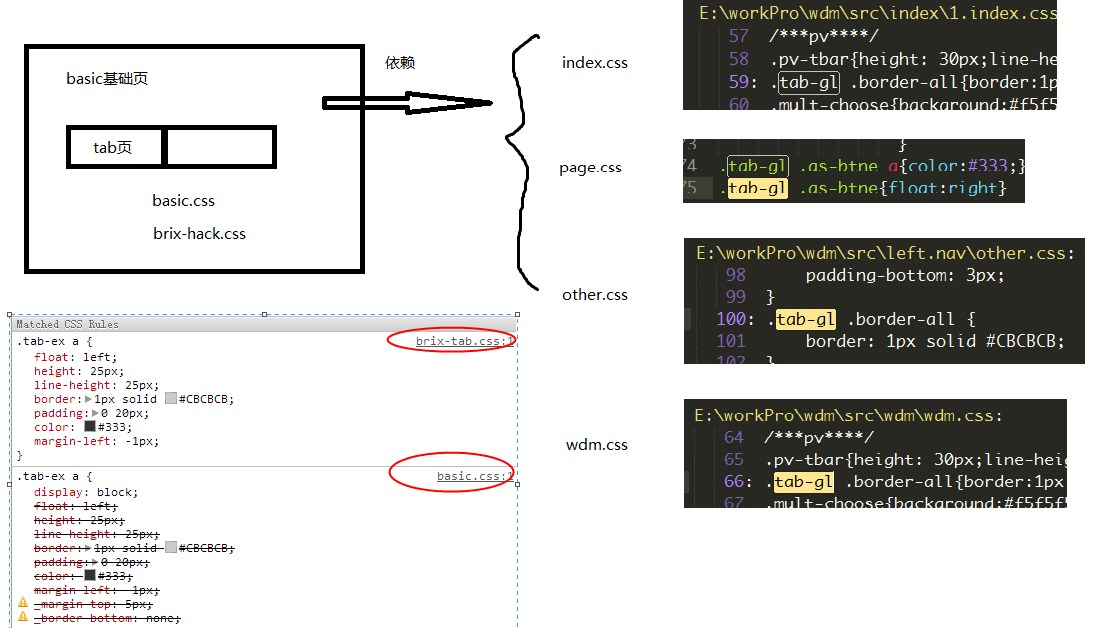 basic基础页
tab页
basic.css
brix-hack.css
依赖
index.css
page.css
other.css
wdm.css
Matched CSS Rules
.tab-ex a {
brix-tab.css:1
float: left;
height: 25px;
line-height: 25px;
border:▶1px solid #CBCBCB;
padding:▶0 20px;
color: #333;
margin-left: -1px;
}
.tab-ex a {
basic.css:1
display: block;
float: left;
height: 25px;
line-height: 25px;
border:▶1px solid #CBCBCB;
padding:▶0 20px;
color: #333;
margin-left: -1px;
_margin-top: 5px;
_border-bottom: none;
E:\workPro\wdm\src\index\1.index.css
57 /***pv****/
58 .pv-tbar{height: 30px;line-he
59: .tab-gl .border-all{border:1p
60 .mult-choose{background:#f5f5
73 }
74 .tab-gl .as-btne a{color:#333;}
75 .tab-gl .as-btne{float:right}
E:\workPro\wdm\src\left.nav\other.css:
98 padding-bottom: 3px;
99 }
100: .tab-gl .border-all {
101 border: 1px solid #CBCBCB;
102 }
E:\workPro\wdm\src\wdm\wdm.css:
64 /***pv****/
65 .pv-tbar{height: 30px;line-heig
66: .tab-gl .border-all{border:1px
67 .mult-choose{background:#f5f5f5